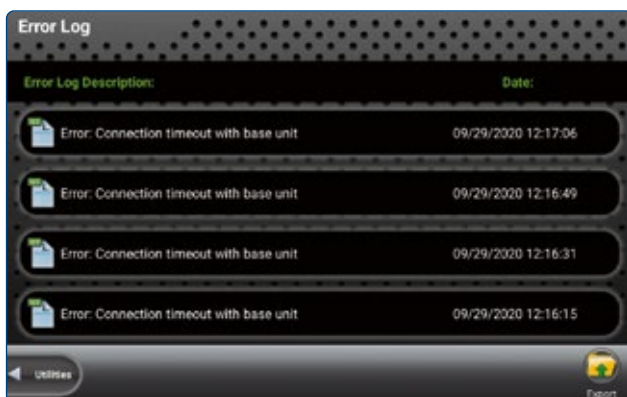 Error Log
Error Log Description: Date:
Error: Connection timeout with base unit 09/29/2020 12:17:06
Error: Connection timeout with base unit 09/29/2020 12:16:49
Error: Connection timeout with base unit 09/29/2020 12:16:31
Error: Connection timeout with base unit 09/29/2020 12:16:15
Utilities
Export